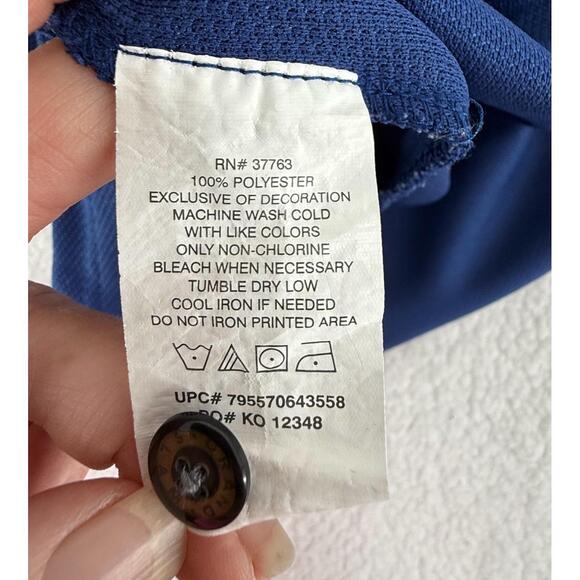 RN# 37763
100% POLYESTER
EXCLUSIVE OF DECORATION
MACHINE WASH COLD
WITH LIKE COLORS
ONLY NON-CHLORINE
BLEACH WHEN NECESSARY
TUMBLE DRY LOW
COOL IRON IF NEEDED
DO NOT IRON PRINTED AREA
UPC# 795570643558
PO# KO 12348